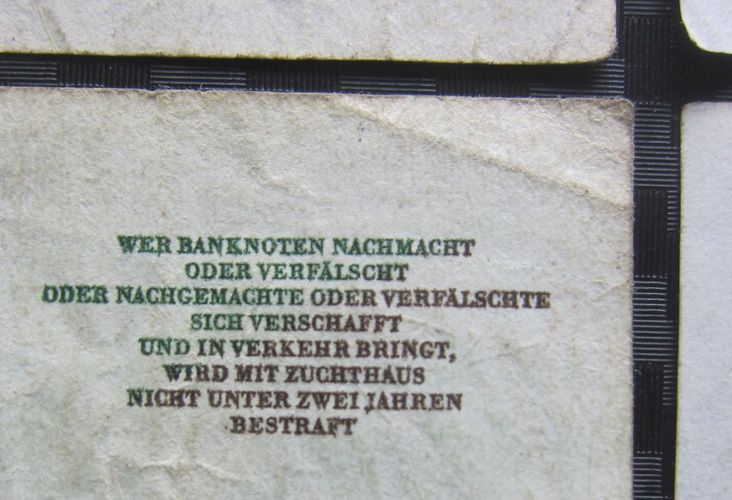 WER BANKNOTEN NACHMACHT
ODER VERFÄLSCHT
ODER NACHGEMACHTE ODER VERFÄLSCHTE
SICH VERSCHAFFT
UND IN VERKEHR BRINGT,
WIRD MIT ZUCHTHAUS
NICHT UNTER ZWEI JAHREN
BESTRAFT